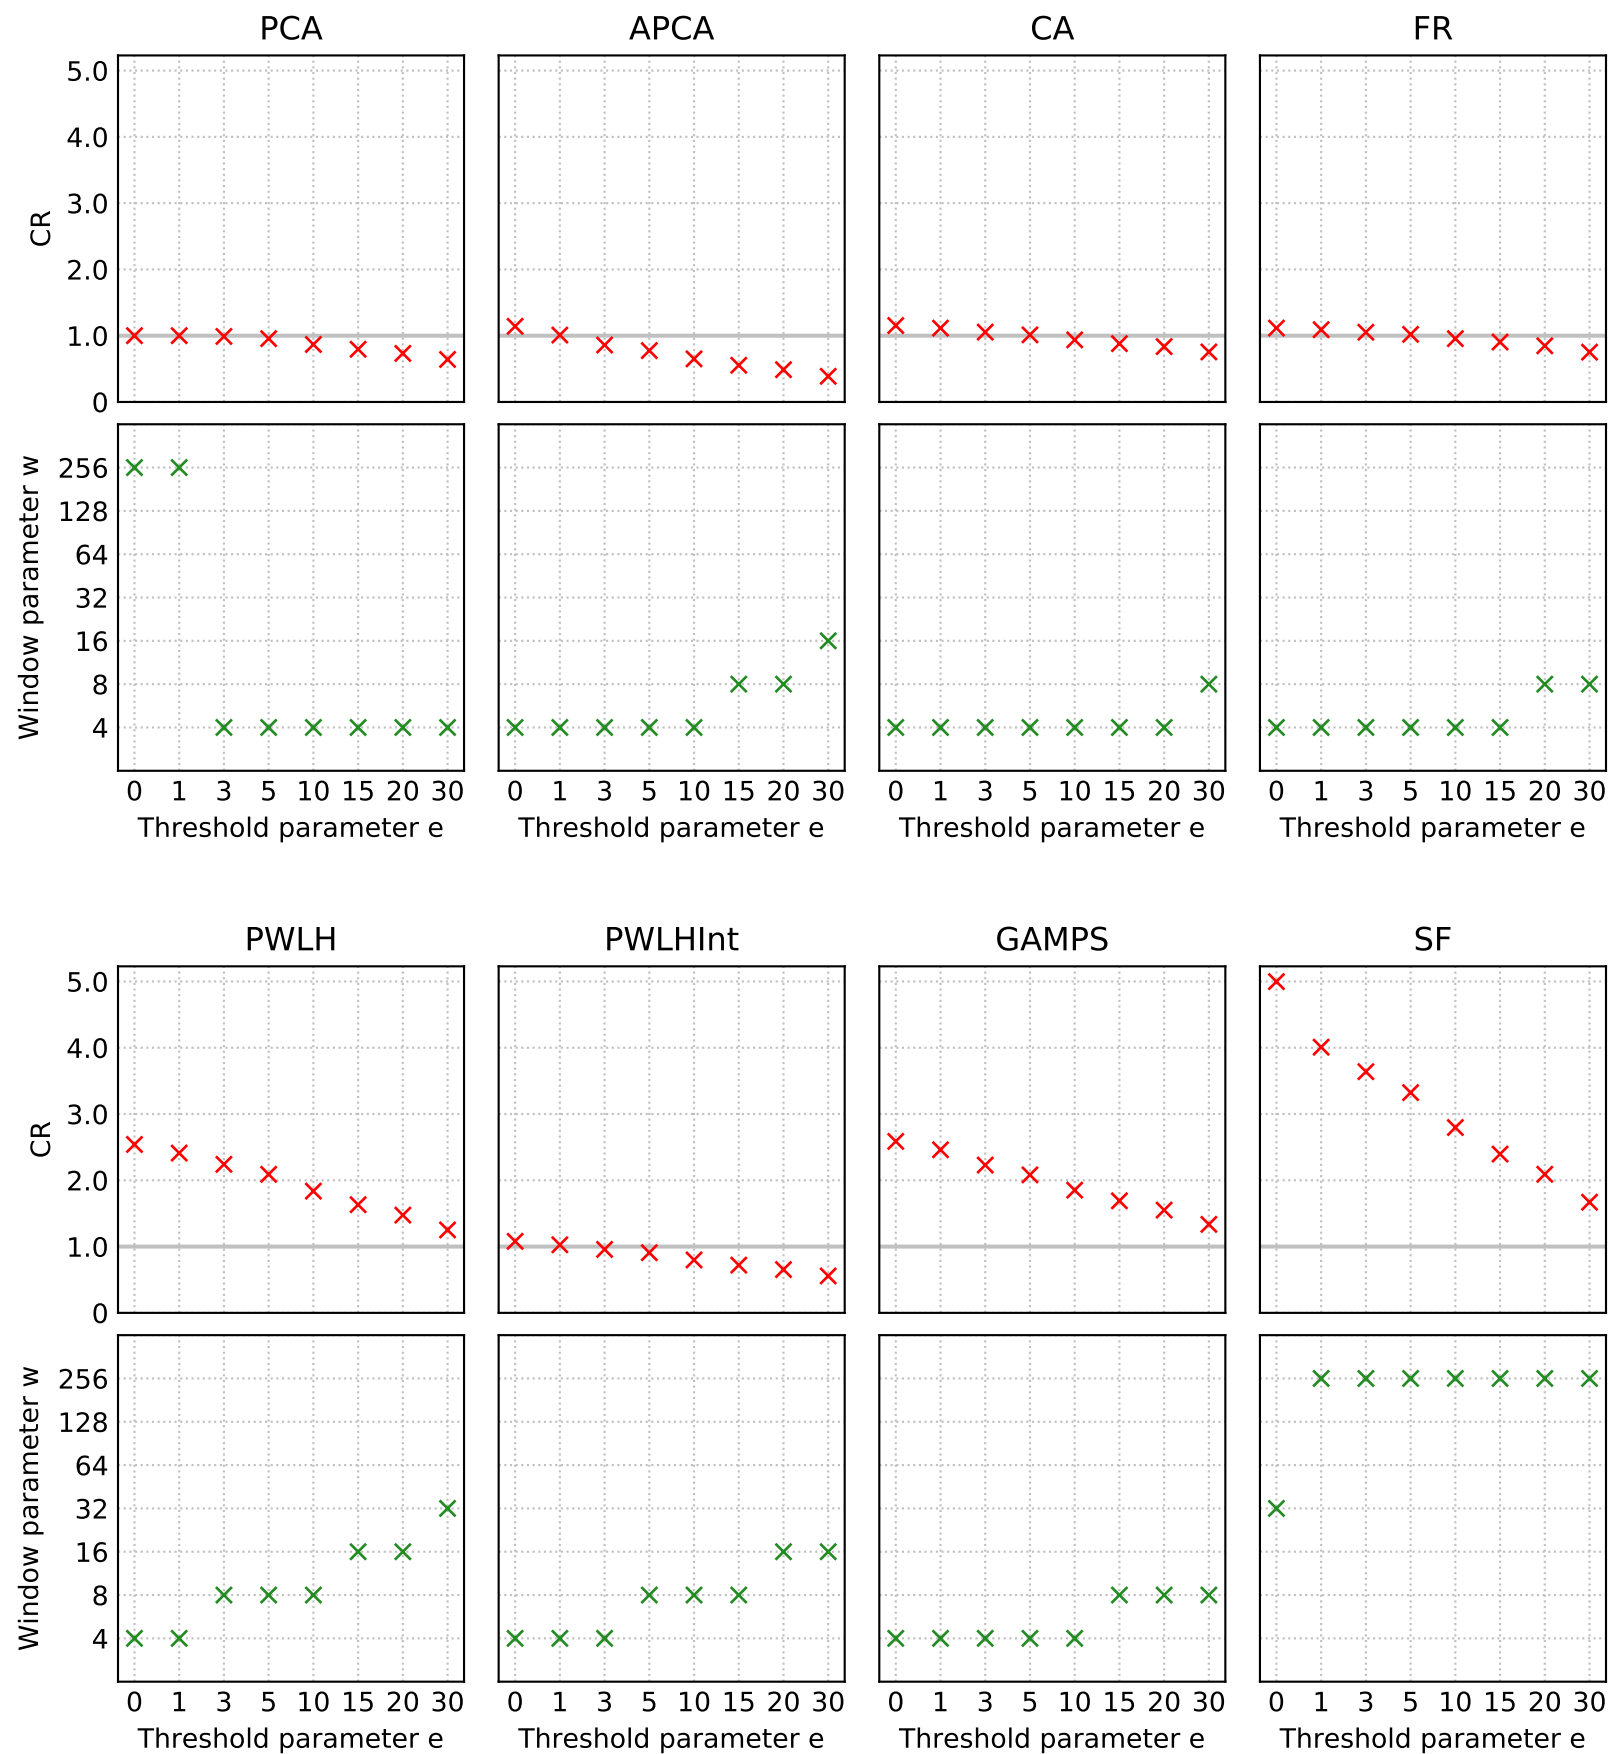 PCA APCA CA FR
CR
5.0
4.0
3.0
2.0
1.0
0
Window parameter w
256
128
64
32
16
8
4
0 1 3 5 10 15 20 30 0 1 3 5 10 15 20 30 0 1 3 5 10 15 20 30 0 1 3 5 10 15 20 30
Threshold parameter e Threshold parameter e Threshold parameter e Threshold parameter e
PWLH PWLHInt GAMPS SF
CR
5.0
4.0
3.0
2.0
1.0
0
Window parameter w
256
128
64
32
16
8
4
0 1 3 5 10 15 20 30 0 1 3 5 10 15 20 30 0 1 3 5 10 15 20 30 0 1 3 5 10 15 20 30
Threshold parameter e Threshold parameter e Threshold parameter e Threshold parameter e